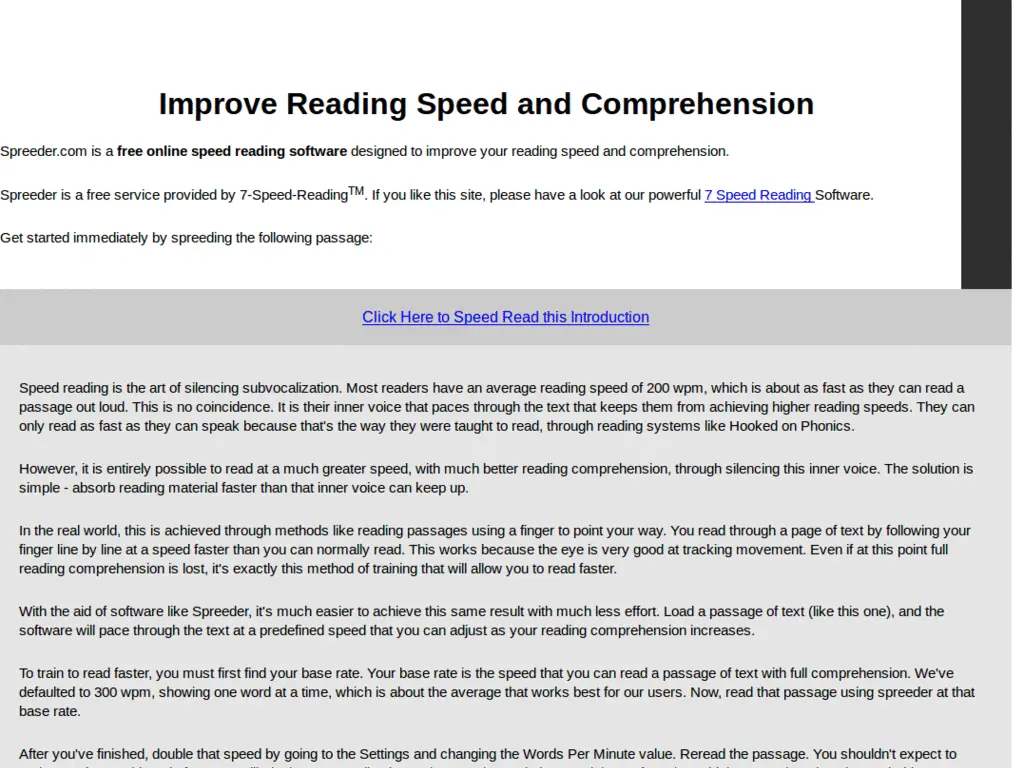 Improve Reading Speed and Comprehension
Spreeder.com is a free online speed reading software designed to improve your reading speed and comprehension.
Spreeder is a free service provided by 7-Speed-Reading™. If you like this site, please have a look at our powerful 7 Speed Reading Software.
Get started immediately by spreeding the following passage:
Click Here to Speed Read this Introduction
Speed reading is the art of silencing subvocalization. Most readers have an average reading speed of 200 wpm, which is about as fast as they can read a
passage out loud. This is no coincidence. It is their inner voice that paces through the text that keeps them from achieving higher reading speeds. They can
only read as fast as they can speak because that's the way they were taught to read, through reading systems like Hooked on Phonics.
However, it is entirely possible to read at a much greater speed, with much better reading comprehension, through silencing this inner voice. The solution is
simple - absorb reading material faster than that inner voice can keep up.
In the real world, this is achieved through methods like reading passages using a finger to point your way. You read through a page of text by following your
finger line by line at a speed faster than you can normally read. This works because the eye is very good at tracking movement. Even if at this point full
reading comprehension is lost, it's exactly this method of training that will allow you to read faster.
With the aid of software like Spreeder, it's much easier to achieve this same result with much less effort. Load a passage of text (like this one), and the
software will pace through the text at a predefined speed that you can adjust as your reading comprehension increases.
To train to read faster, you must first find your base rate. Your base rate is the speed that you can read a passage of text with full comprehension. We've
defaulted to 300 wpm, showing one word at a time, which is about the average that works best for our users. Now, read that passage using spreeder at that
base rate.
After you've finished, double that speed by going to the Settings and changing the Words Per Minute value. Reread the passage. You shouldn't expect to